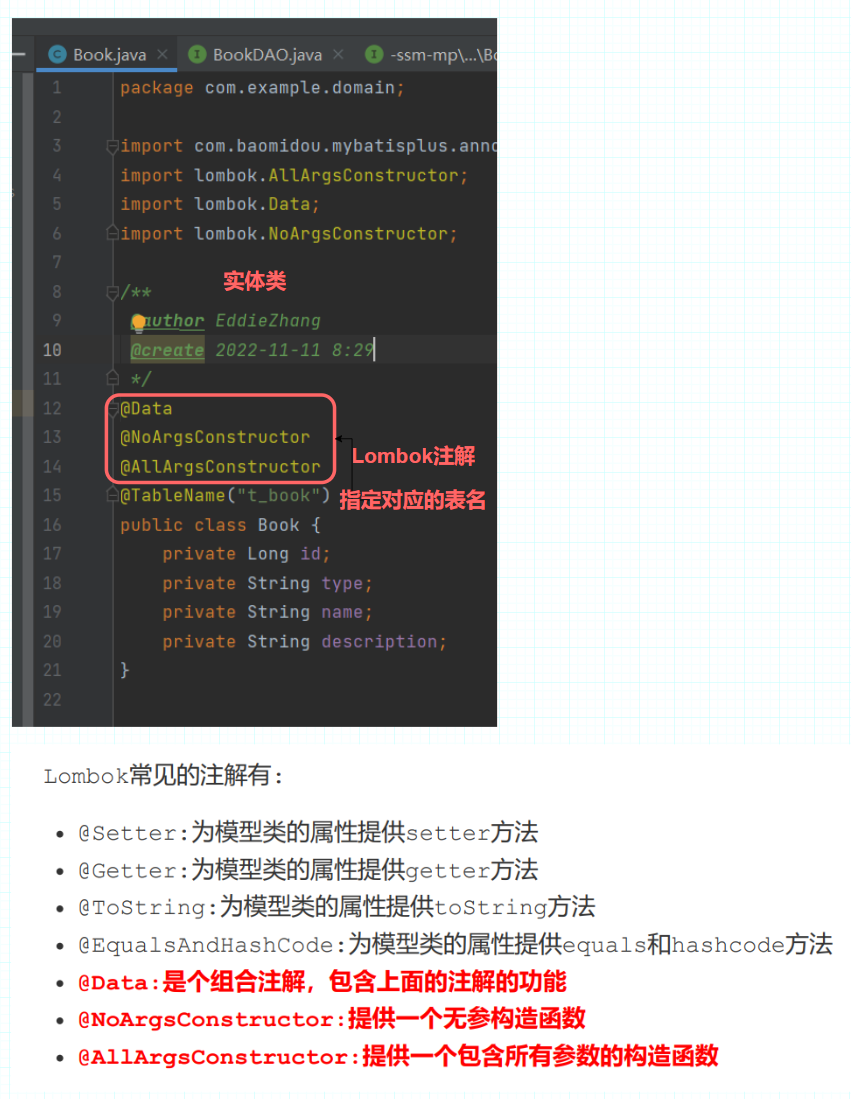 Book.java × BookDAO.java × -ssm-mp\...\Bo
1 package com.example.domain;
2
3 import com.baomidou.mybatisplus.anno
4 import lombok.AllArgsConstructor;
5 import lombok.Data;
6 import lombok.NoArgsConstructor;
7
实体类
8 /**
9 @author EddieZhang
10 @create 2022-11-11 8:29
11 */
12 @Data
13 @NoArgsConstructor
Lombok注解
14 @AllArgsConstructor
15 @TableName("t_book") 指定对应的表名
16 public class Book {
17 private Long id;
18 private String type;
19 private String name;
20 private String description;
21 }
22
Lombok常见的注解有:
• @Setter:为模型类的属性提供setter方法
• @Getter:为模型类的属性提供getter方法
• @ToString:为模型类的属性提供toString方法
• @EqualsAndHashCode:为模型类的属性提供equals和hashcode方法
• @Data:是个组合注解，包含上面的注解的功能
• @NoArgsConstructor:提供一个无参构造函数
• @AllArgsConstructor:提供一个包含所有参数的构造函数